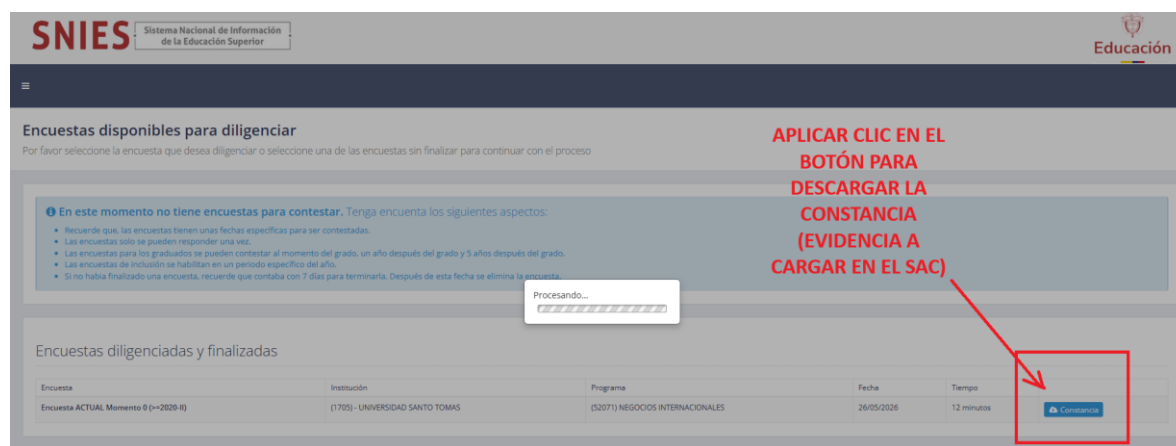 SNIES
Sistema Nacional de Información
de la Educación Superior
Educación
Encuestas disponibles para diligenciar
Por favor seleccione la encuesta que desea diligenciar o seleccione una de las encuestas sin finalizar para continuar con el proceso
APLICAR CLIC EN EL
BOTÓN PARA
DESCARGAR LA
CONSTANCIA
(EVIDENCIA A
CARGAR EN EL SAC)
En este momento no tiene encuestas para contestar. Tenga encuenta los siguientes aspectos:
• Recuerde que, las encuestas tienen unas fechas específicas para ser contestadas.
• Las encuestas solo se pueden responder una vez.
• Las encuestas para los graduados se pueden contestar al momento del grado, un año después del grado y 5 años después del grado.
• Las encuestas de inclusión se habilitan en un periodo específico del año.
• Si no había finalizado una encuesta, recuerde que contaba con 7 días para terminarla. Después de esta fecha se elimina la encuesta.
Procesando...
Encuestas diligenciadas y finalizadas
Encuesta Institución Programa Fecha Tiempo
Encuesta ACTUAL Momento 0 (>=2020-II) (1705) - UNIVERSIDAD SANTO TOMAS (52071) NEGOCIOS INTERNACIONALES 26/05/2026 12 minutos Constancia